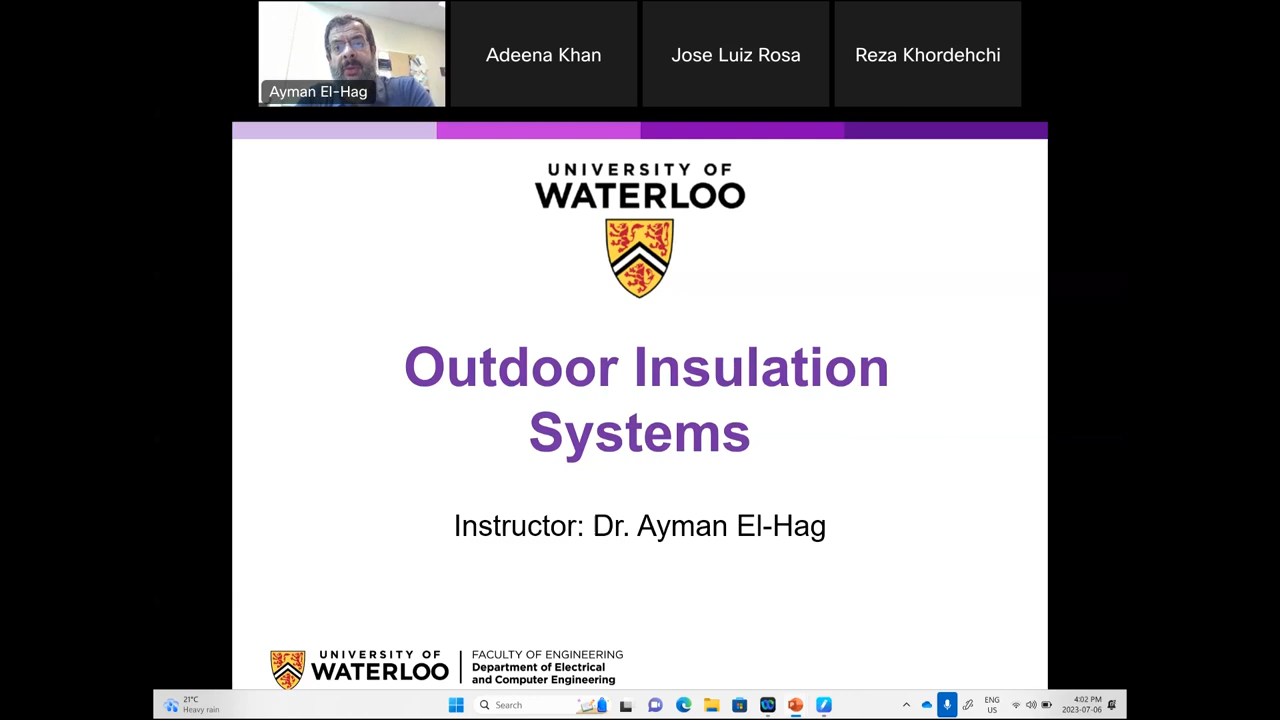 Adeena Khan
Jose Luiz Rosa
Reza Khordehchi
Ayman El-Hag
UNIVERSITY OF
WATERLOO
Outdoor Insulation
Systems
Instructor: Dr. Ayman El-Hag
UNIVERSITY OF
WATERLOO
FACULTY OF ENGINEERING
Department of Electrical
and Computer Engineering
21°C
Heavy rain
Search
ENG
US
4:02 PM
2023-07-06